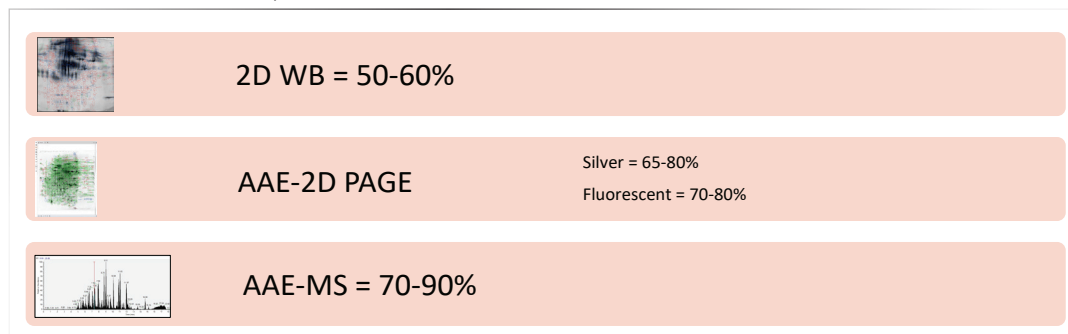 2D WB = 50-60%
AAE-2D PAGE
Silver = 65-80%
Fluorescent = 70-80%
AAE-MS = 70-90%